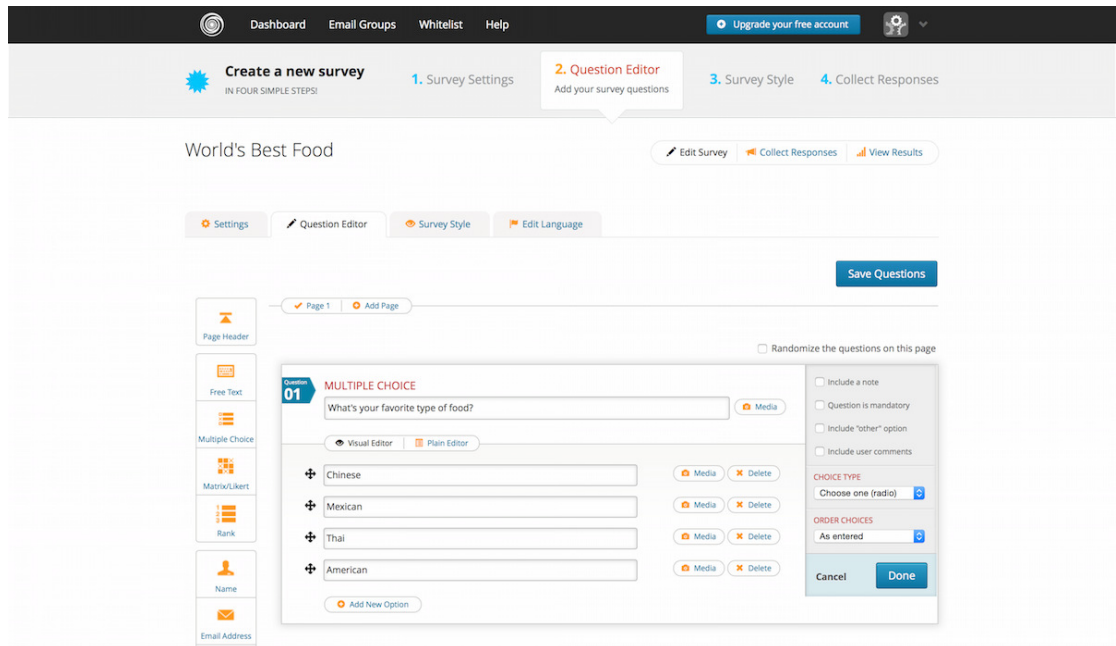 Dashboard Email Groups Whitelist Help Upgrade your free account
Create a new survey
IN FOUR SIMPLE STEPS!
1. Survey Settings
2. Question Editor
Add your survey questions
3. Survey Style
4. Collect Responses
World's Best Food
Edit Survey Collect Responses View Results
Settings Question Editor Survey Style Edit Language
Save Questions
Page 1 Add Page
Randomize the questions on this page
Page Header
Free Text
Multiple Choice
Matrix/Likert
Rank
Name
Email Address
Question
01
MULTIPLE CHOICE
What's your favorite type of food? Media
Visual Editor Plain Editor
Chinese Media Delete
Mexican Media Delete
Thai Media Delete
American Media Delete
Add New Option
Include a note
Question is mandatory
Include "other" option
Include user comments
CHOICE TYPE
Choose one (radio)
ORDER CHOICES
As entered
Cancel Done